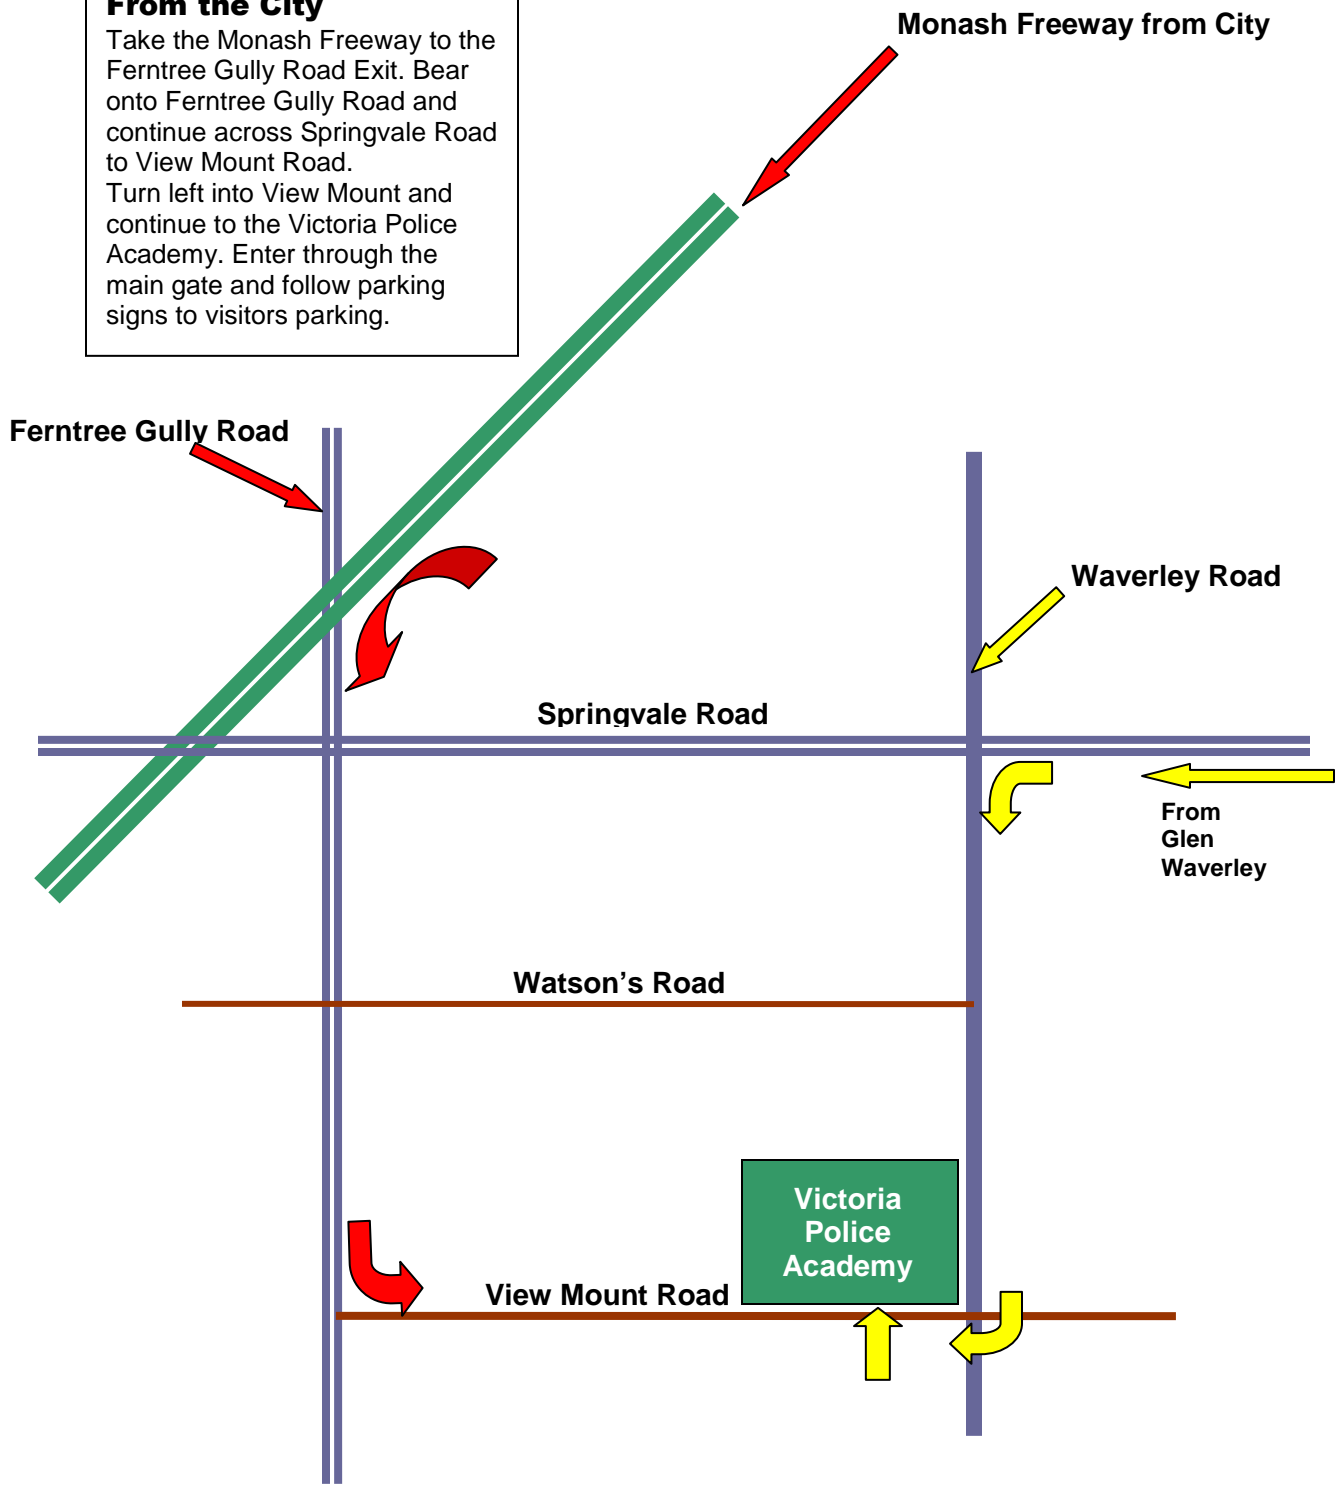 From the City
Take the Monash Freeway to the
Ferntree Gully Road Exit. Bear
onto Ferntree Gully Road and
continue across Springvale Road
to View Mount Road.
Turn left into View Mount and
continue to the Victoria Police
Academy. Enter through the
main gate and follow parking
signs to visitors parking.
Monash Freeway from City
Ferntree Gully Road
Waverley Road
Springvale Road
From
Glen
Waverley
Watson's Road
Victoria
Police
Academy
View Mount Road